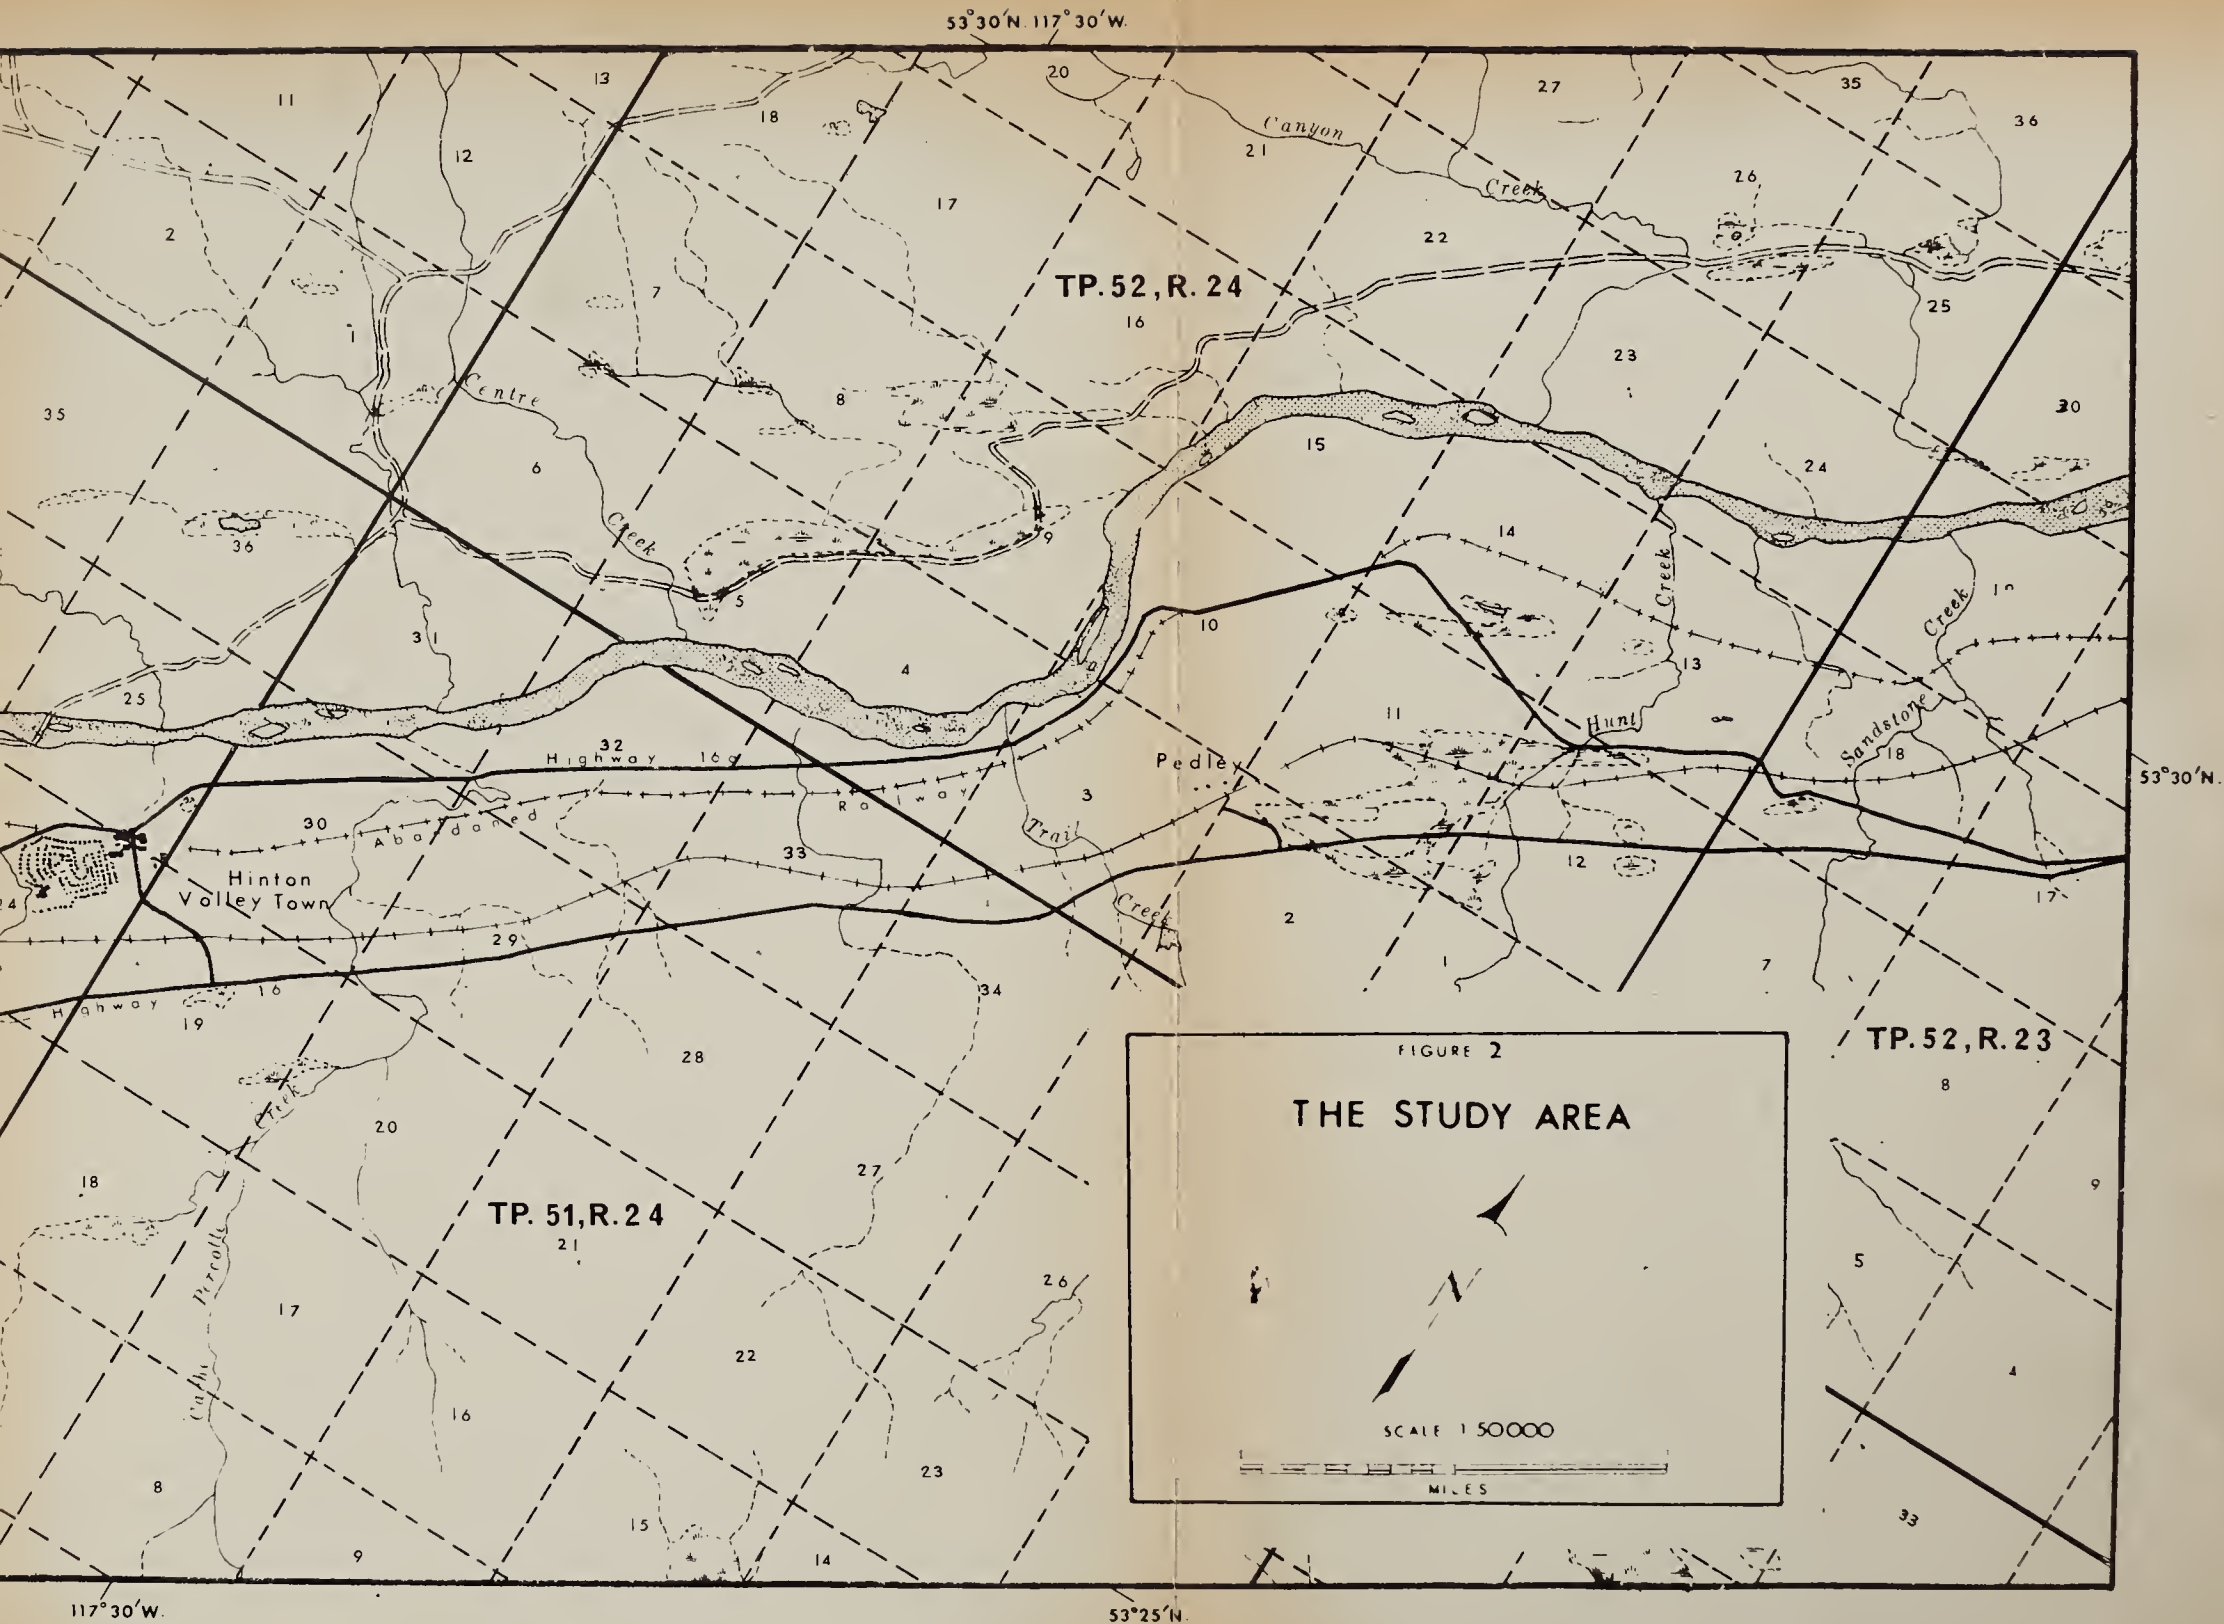 53°30′N. 117°30′W.
11
13
18
20
27
35
36
12
Canyon
21
Creek
26
2
17
22
7
TP. 52, R. 24
16
25
1
23
35
Centre
8
30
6
15
24
36
Creek
9
14
5
Creek
Creek
31
10
4
13
25
11
Hunt
Sandstone
32
Highway 16a
Pedley
18
53°30′N.
3
Railway
30
Abandoned
Trail
33
12
Hinton
Valley Town
24
Creek
2
17
29
1
7
16
34
Highway
19
28
FIGURE 2
TP. 52, R. 23
8
THE STUDY AREA
Creek
20
27
18
9
TP. 51, R. 24
21
5
26
N
17
Percotte
22
4
Cache
16
SCALE 1 50000
23
MILES
8
15
33
9
14
117°30′W.
53°25′N.